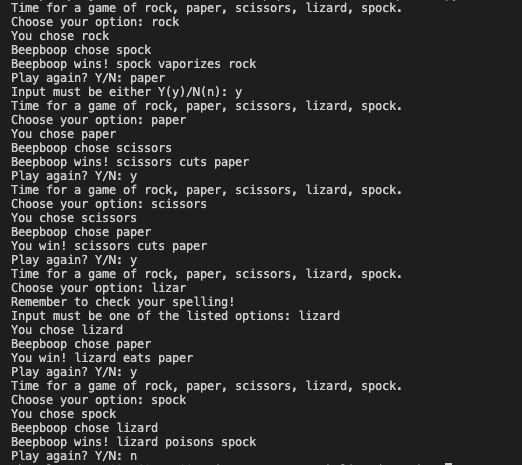 Time for a game of rock, paper, scissors, lizard, spock.
Choose your option: rock
You chose rock
Beepboop chose spock
Beepboop wins! spock vaporizes rock
Play again? Y/N: paper
Input must be either Y(y)/N(n): y
Time for a game of rock, paper, scissors, lizard, spock.
Choose your option: paper
You chose paper
Beepboop chose scissors
Beepboop wins! scissors cuts paper
Play again? Y/N: y
Time for a game of rock, paper, scissors, lizard, spock.
Choose your option: scissors
You chose scissors
Beepboop chose paper
You win! scissors cuts paper
Play again? Y/N: y
Time for a game of rock, paper, scissors, lizard, spock.
Choose your option: lizar
Remember to check your spelling!
Input must be one of the listed options: lizard
You chose lizard
Beepboop chose paper
You win! lizard eats paper
Play again? Y/N: y
Time for a game of rock, paper, scissors, lizard, spock.
Choose your option: spock
You chose spock
Beepboop chose lizard
Beepboop wins! lizard poisons spock
Play again? Y/N: n